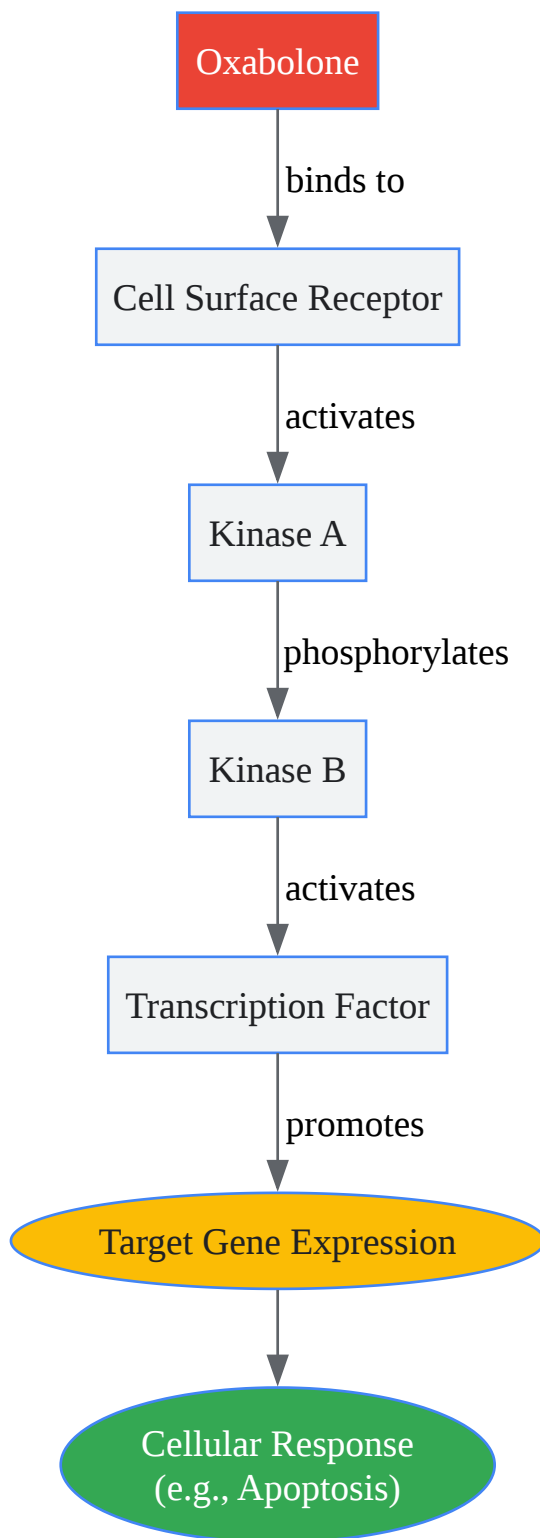 Oxabolone
binds to
Cell Surface Receptor
activates
Kinase A
phosphorylates
Kinase B
activates
Transcription Factor
promotes
Target Gene Expression
Cellular Response
(e.g., Apoptosis)